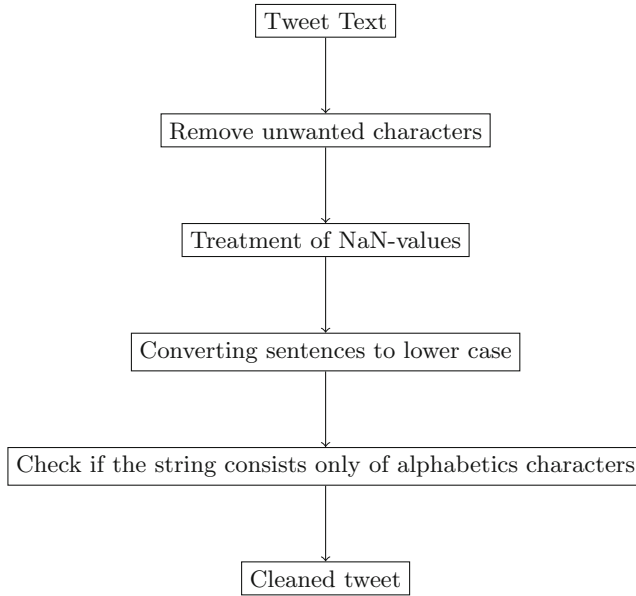 Tweet Text
Remove unwanted characters
Treatment of NaN-values
Converting sentences to lower case
Check if the string consists only of alphabetics characters
Cleaned tweet